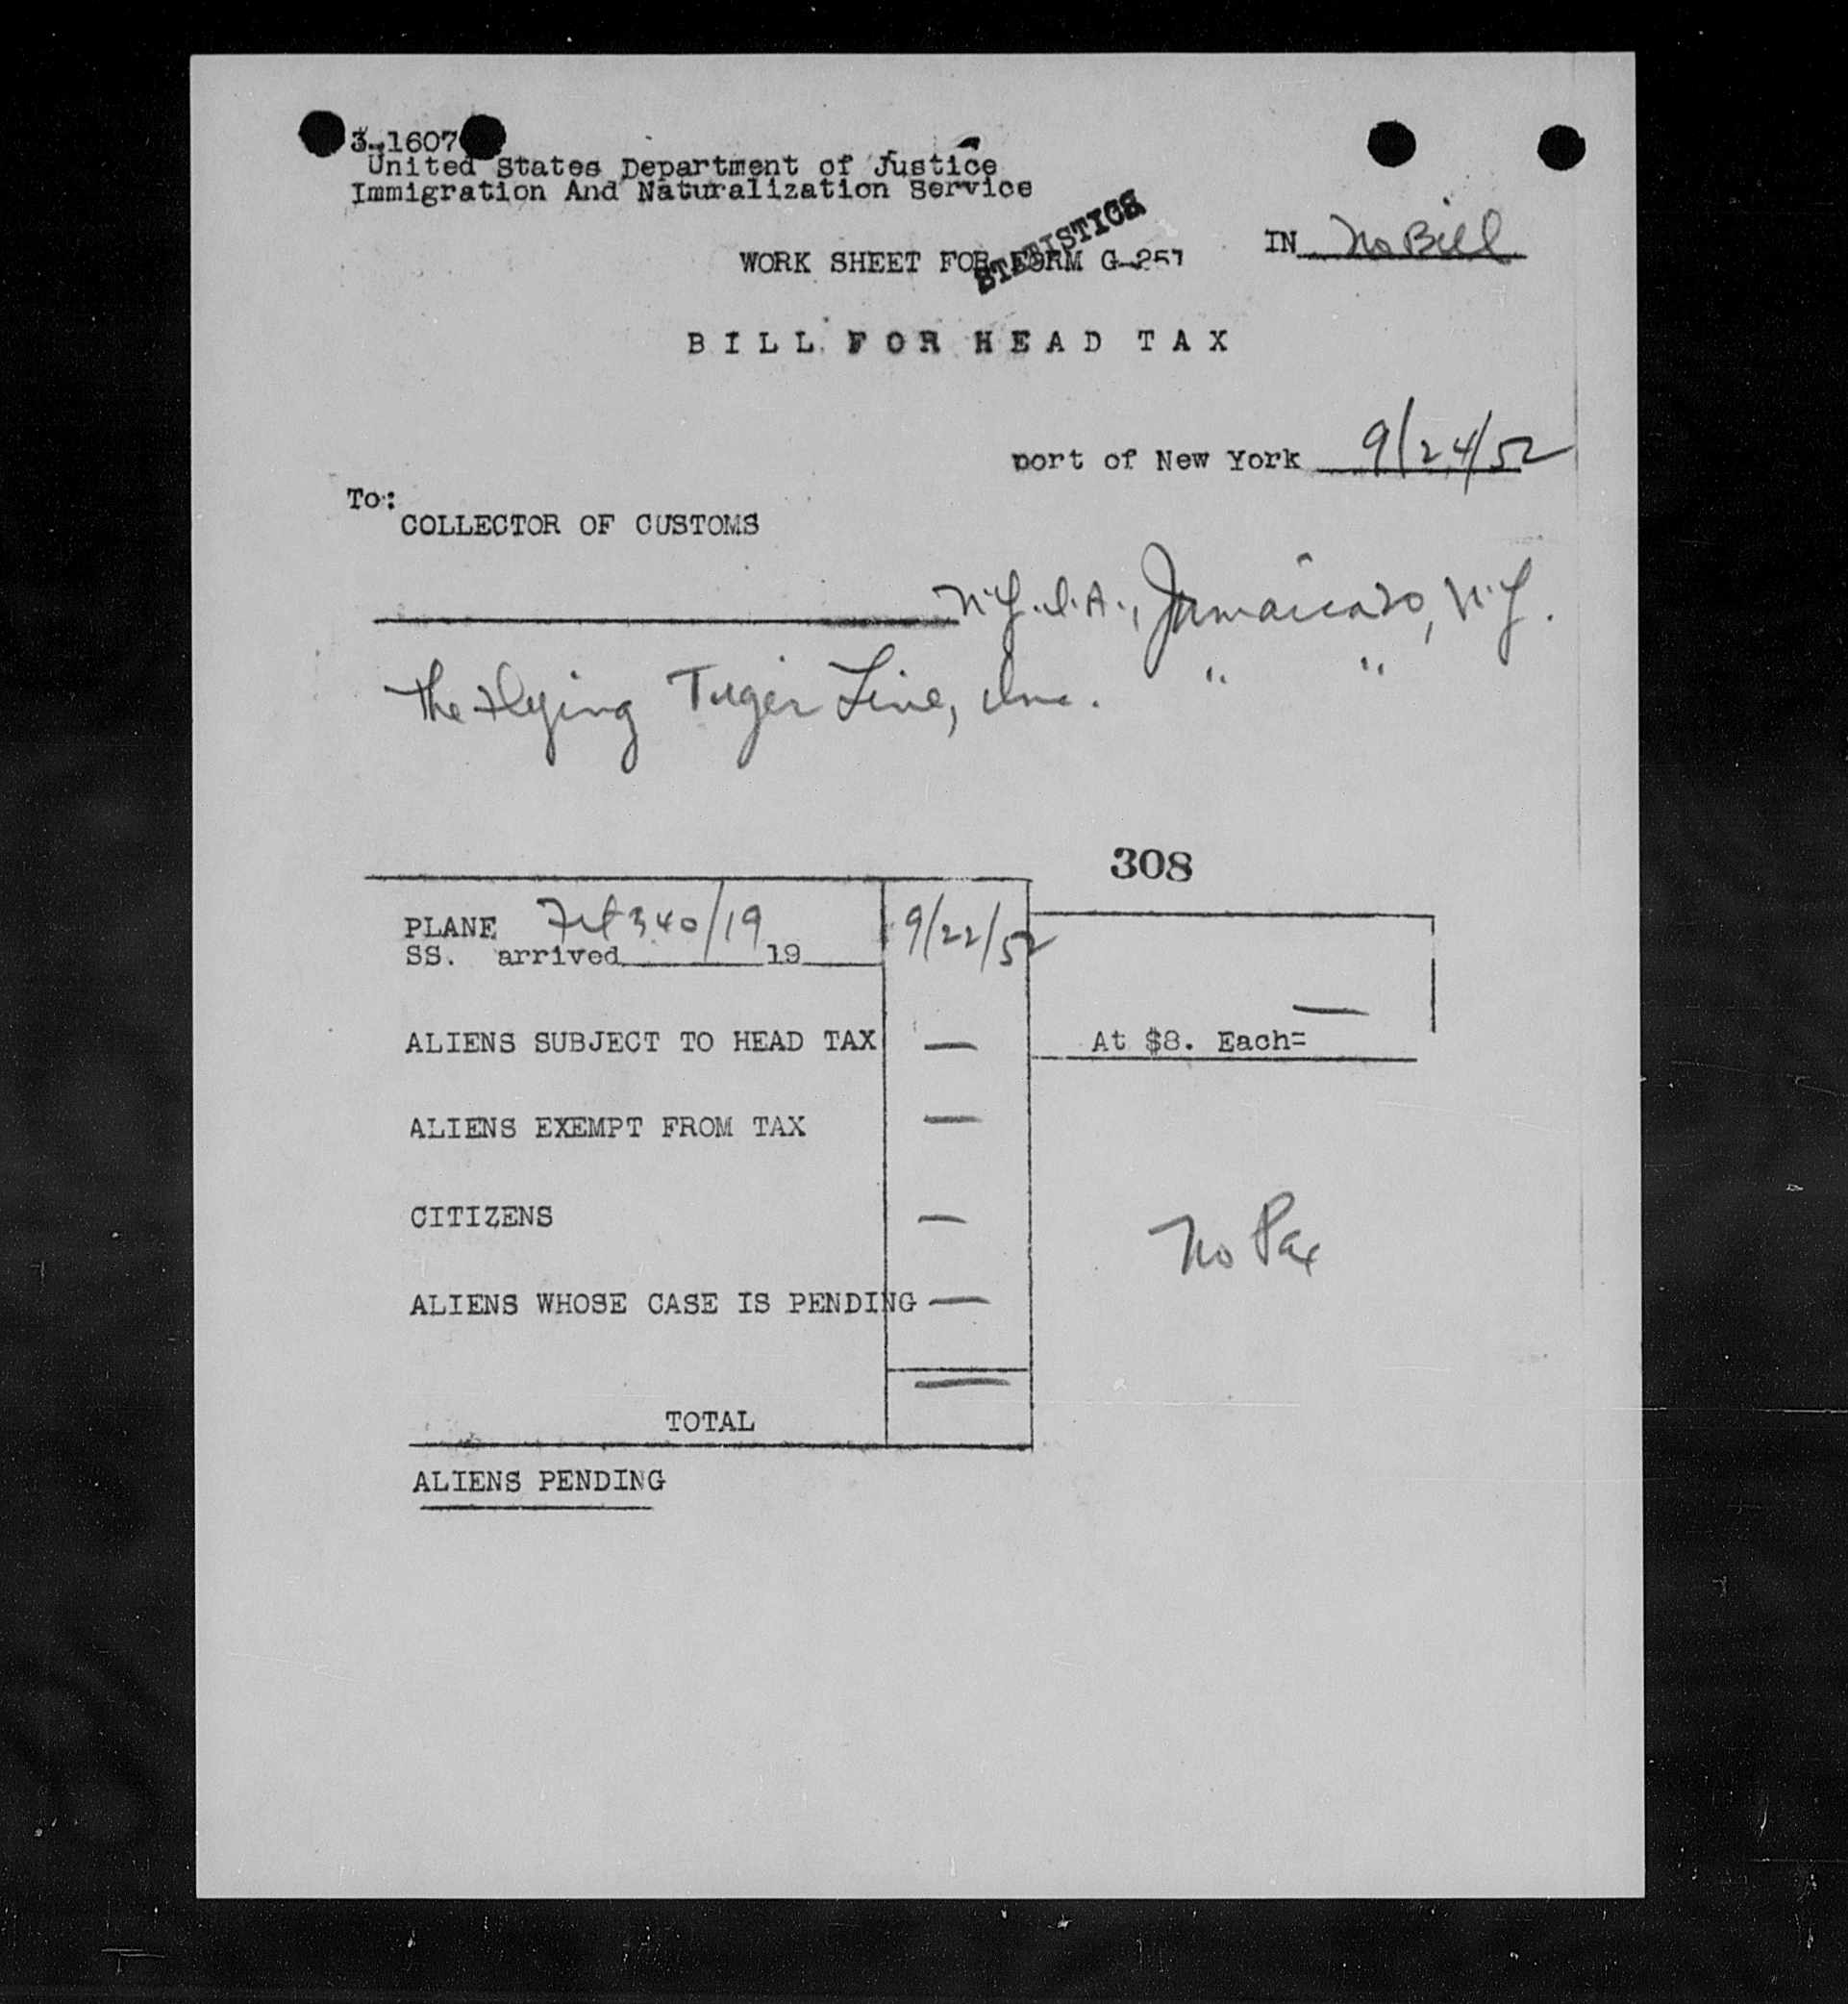 3-1607
United States Department of Justice
Immigration And Naturalization Service
STATISTICS
WORK SHEET FOR FORM G-257
IN No Bill
BILL FOR HEAD TAX
port of New York 9/24/52
To:
COLLECTOR OF CUSTOMS
N.Y.I.A., Jamaica 30, N.Y.
The Flying Tiger Line, Inc. " "
308
PLANE Flt 340/19 9/22/52
SS. arrived 19
ALIENS SUBJECT TO HEAD TAX — At $8. Each= —
ALIENS EXEMPT FROM TAX —
CITIZENS —
No Pax
ALIENS WHOSE CASE IS PENDING —
TOTAL —
ALIENS PENDING